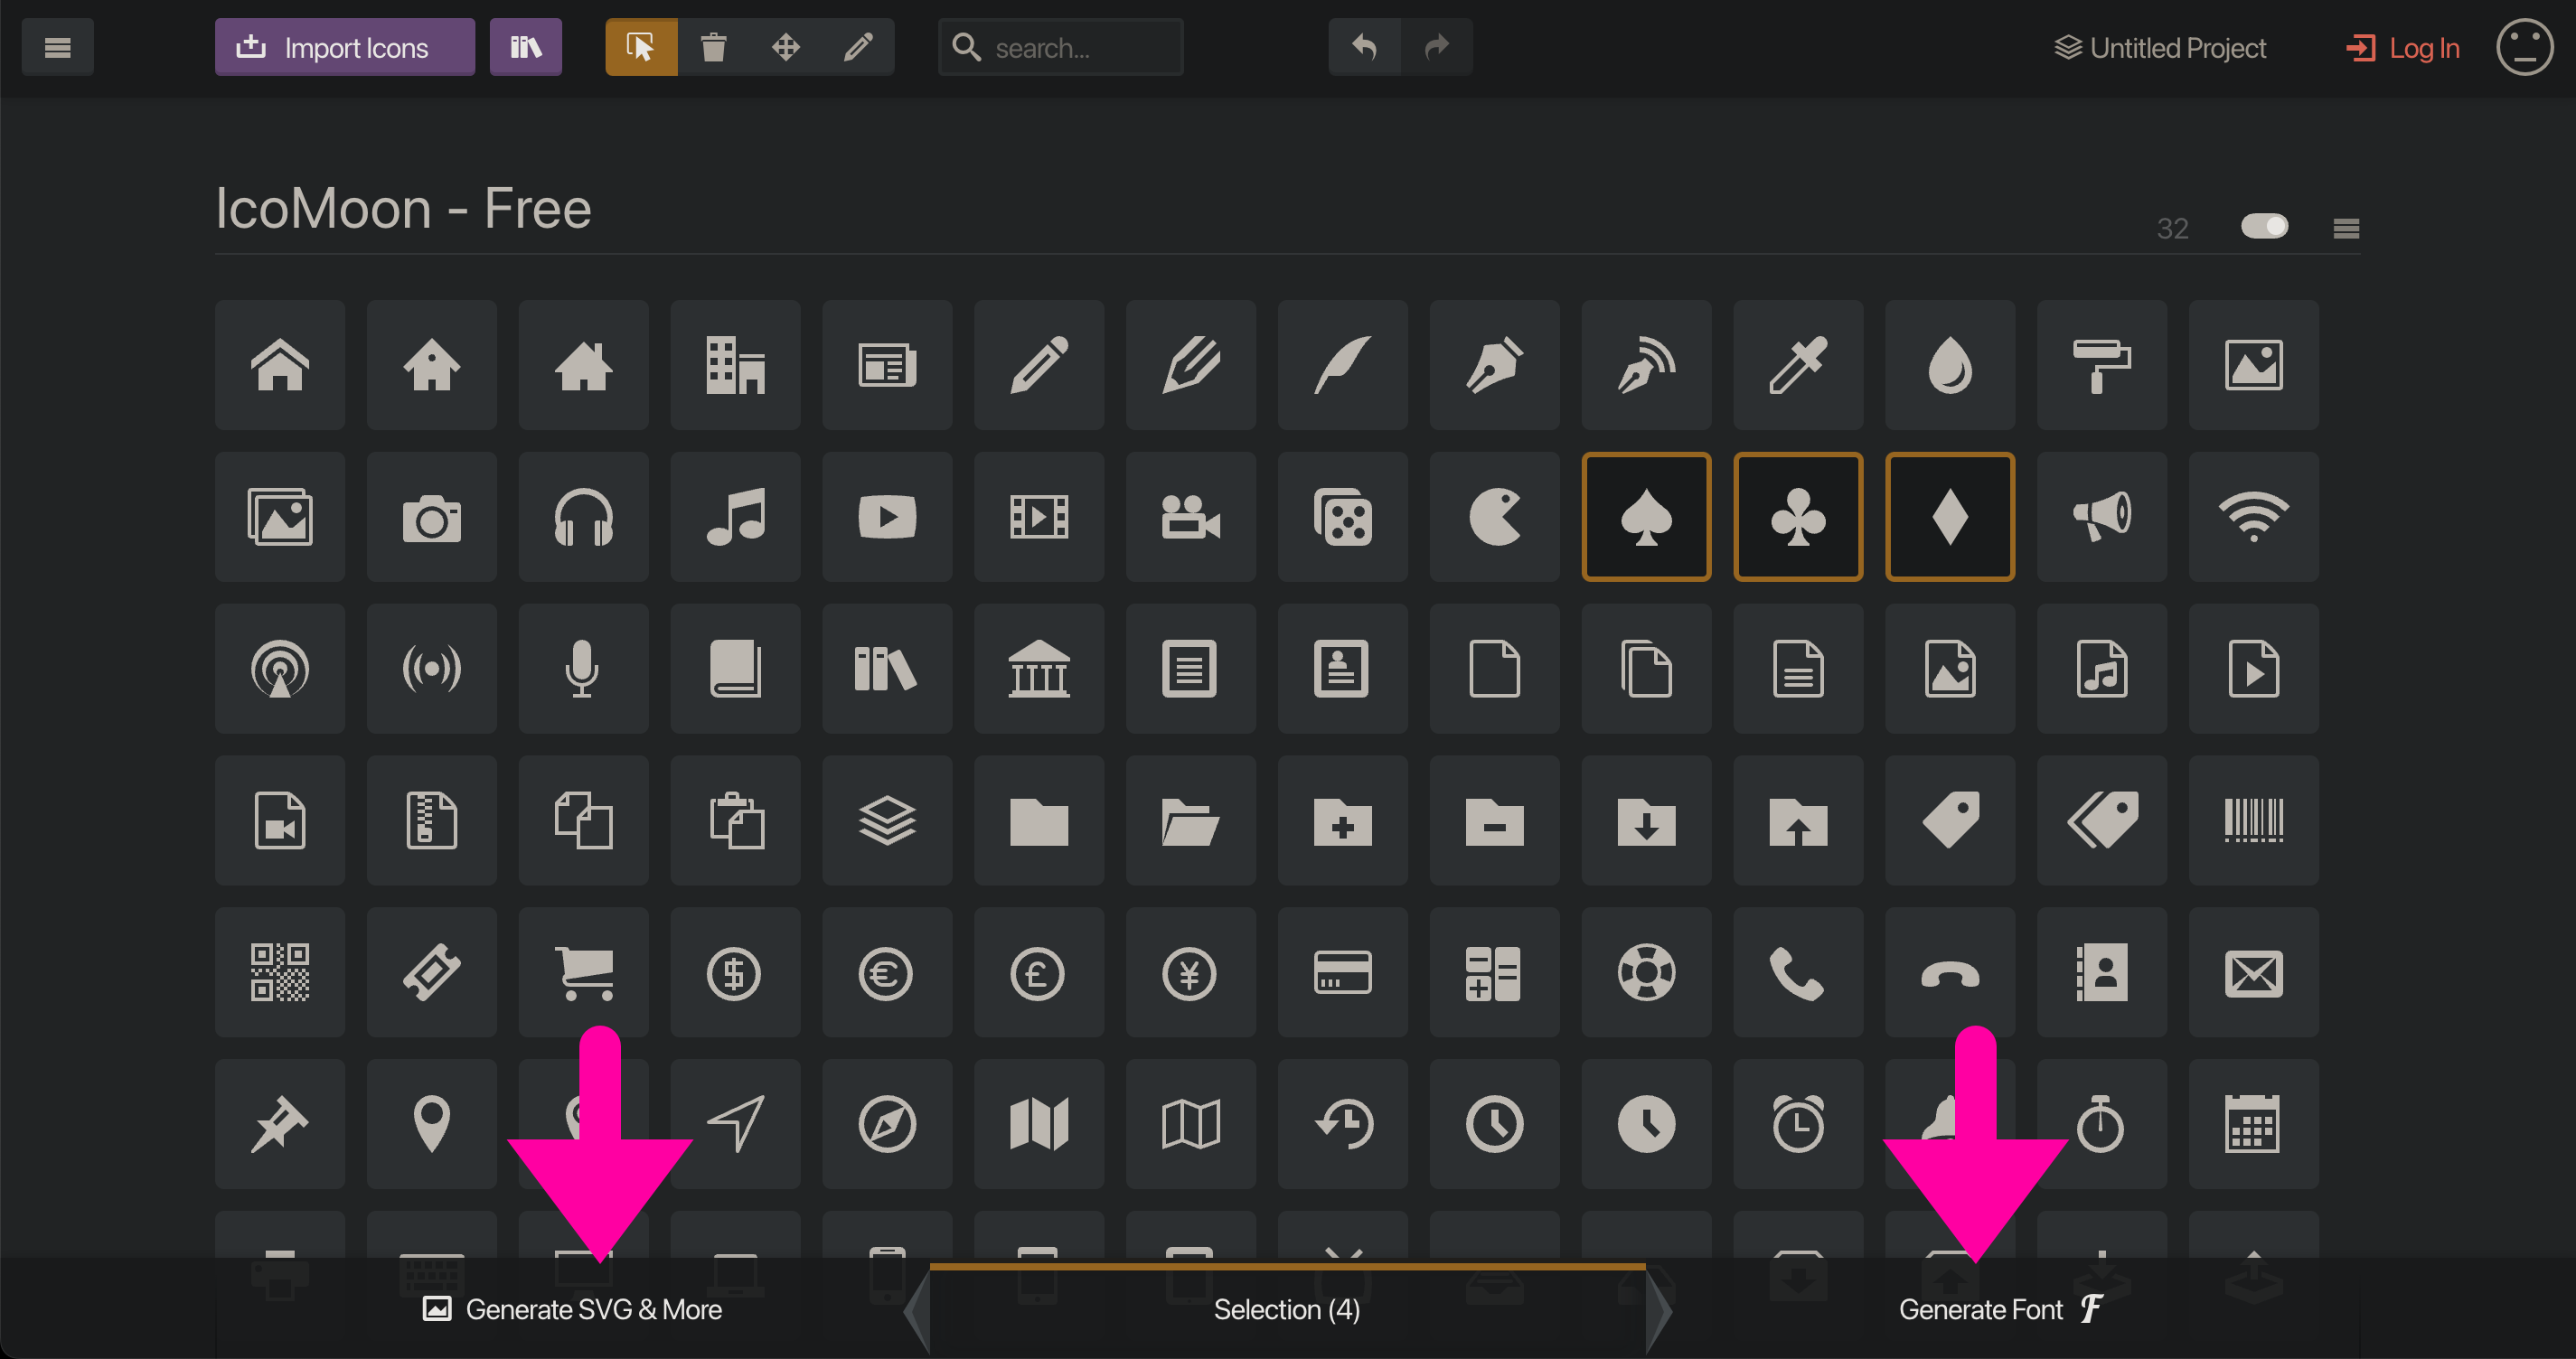 Import Icons
search...
Untitled Project
Log In
IcoMoon - Free
32
Generate SVG & More
Selection (4)
Generate Font